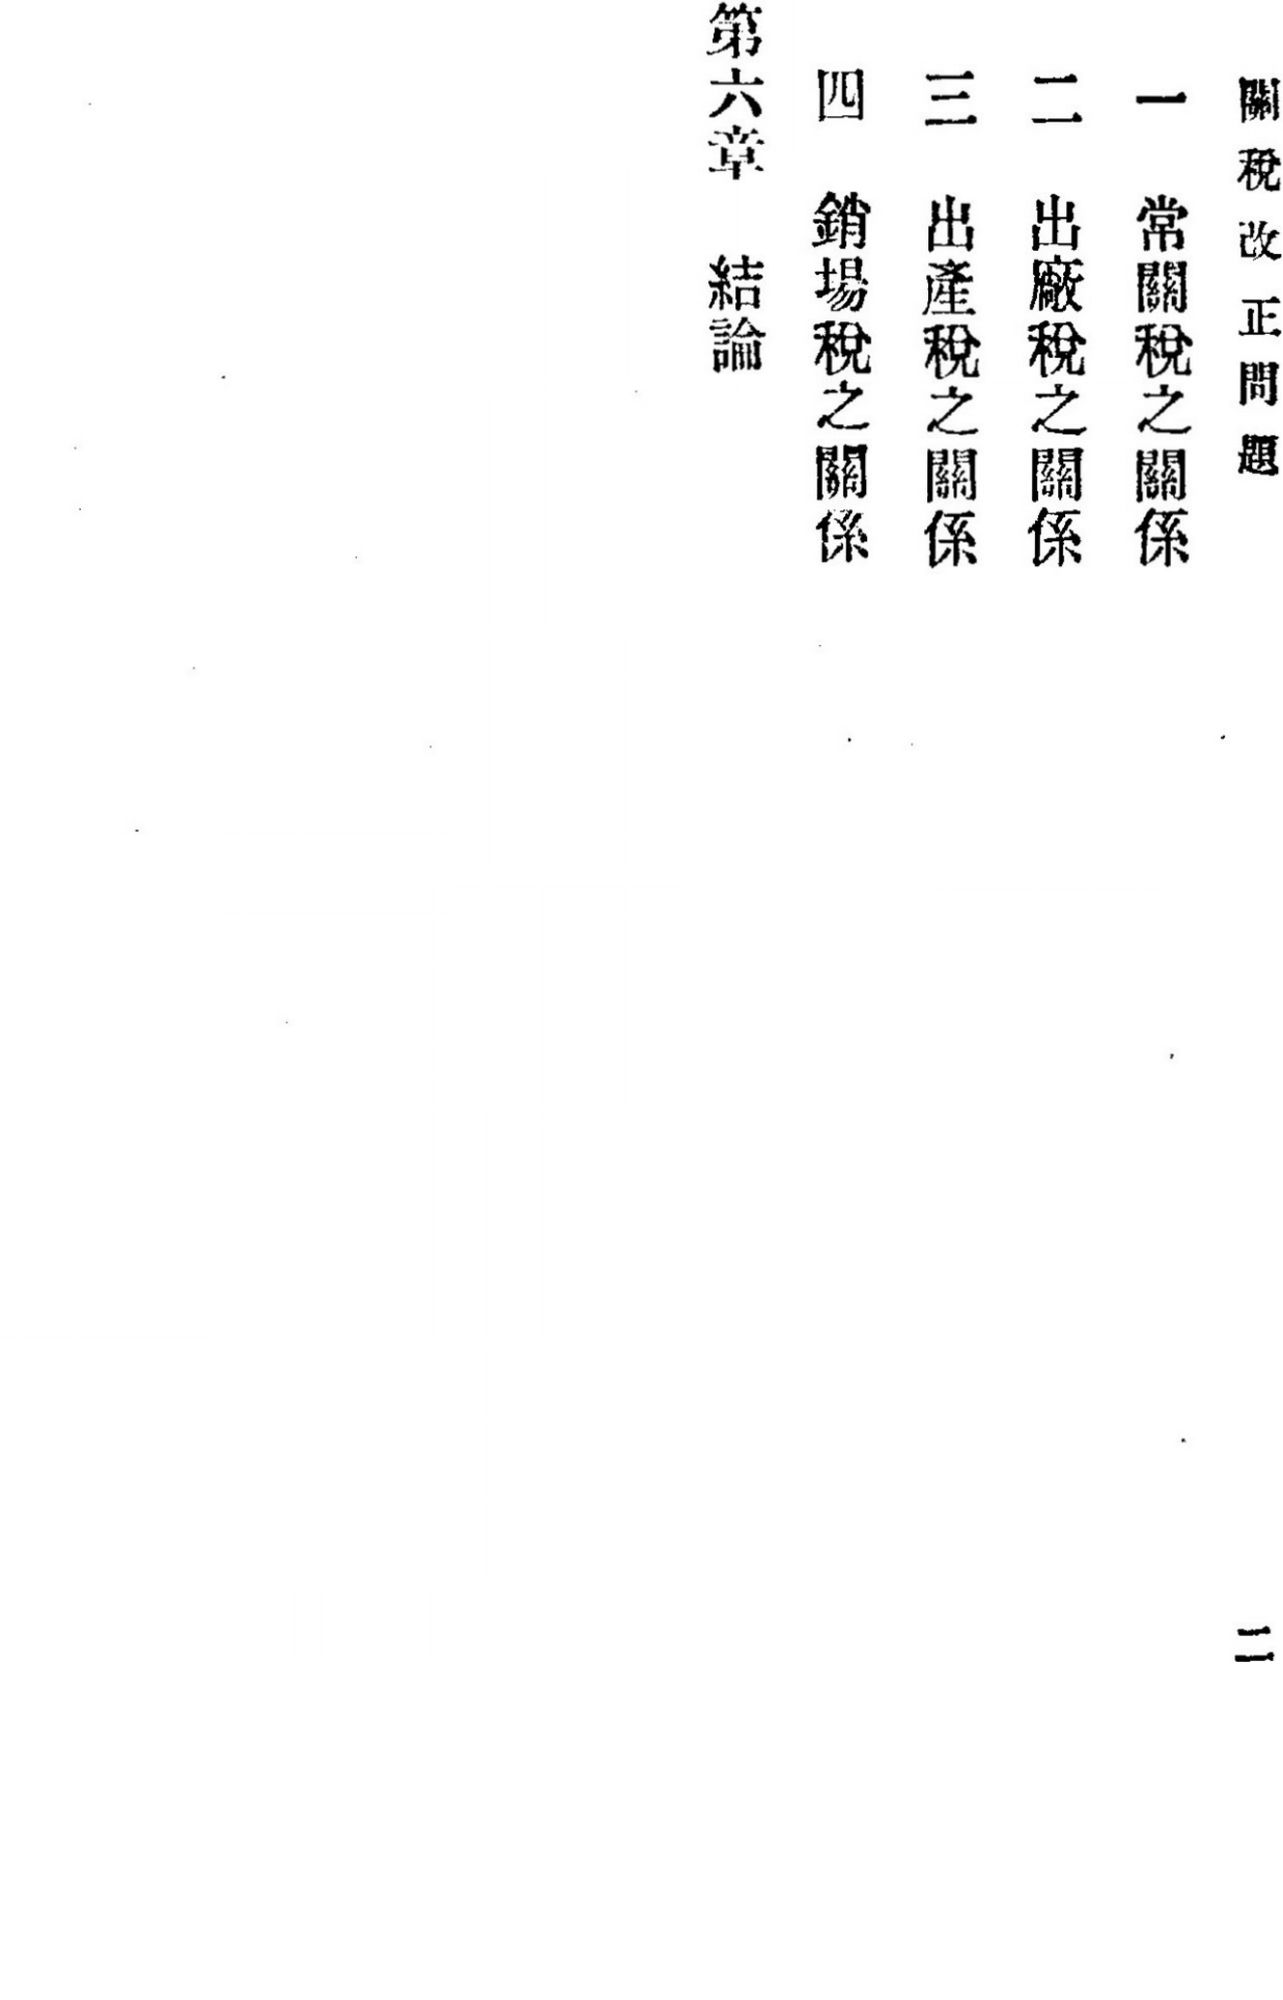 關稅改正問題
二
一 常關稅之關係
二 出廠稅之關係
三 出產稅之關係
四 銷場稅之關係
第六章 結論